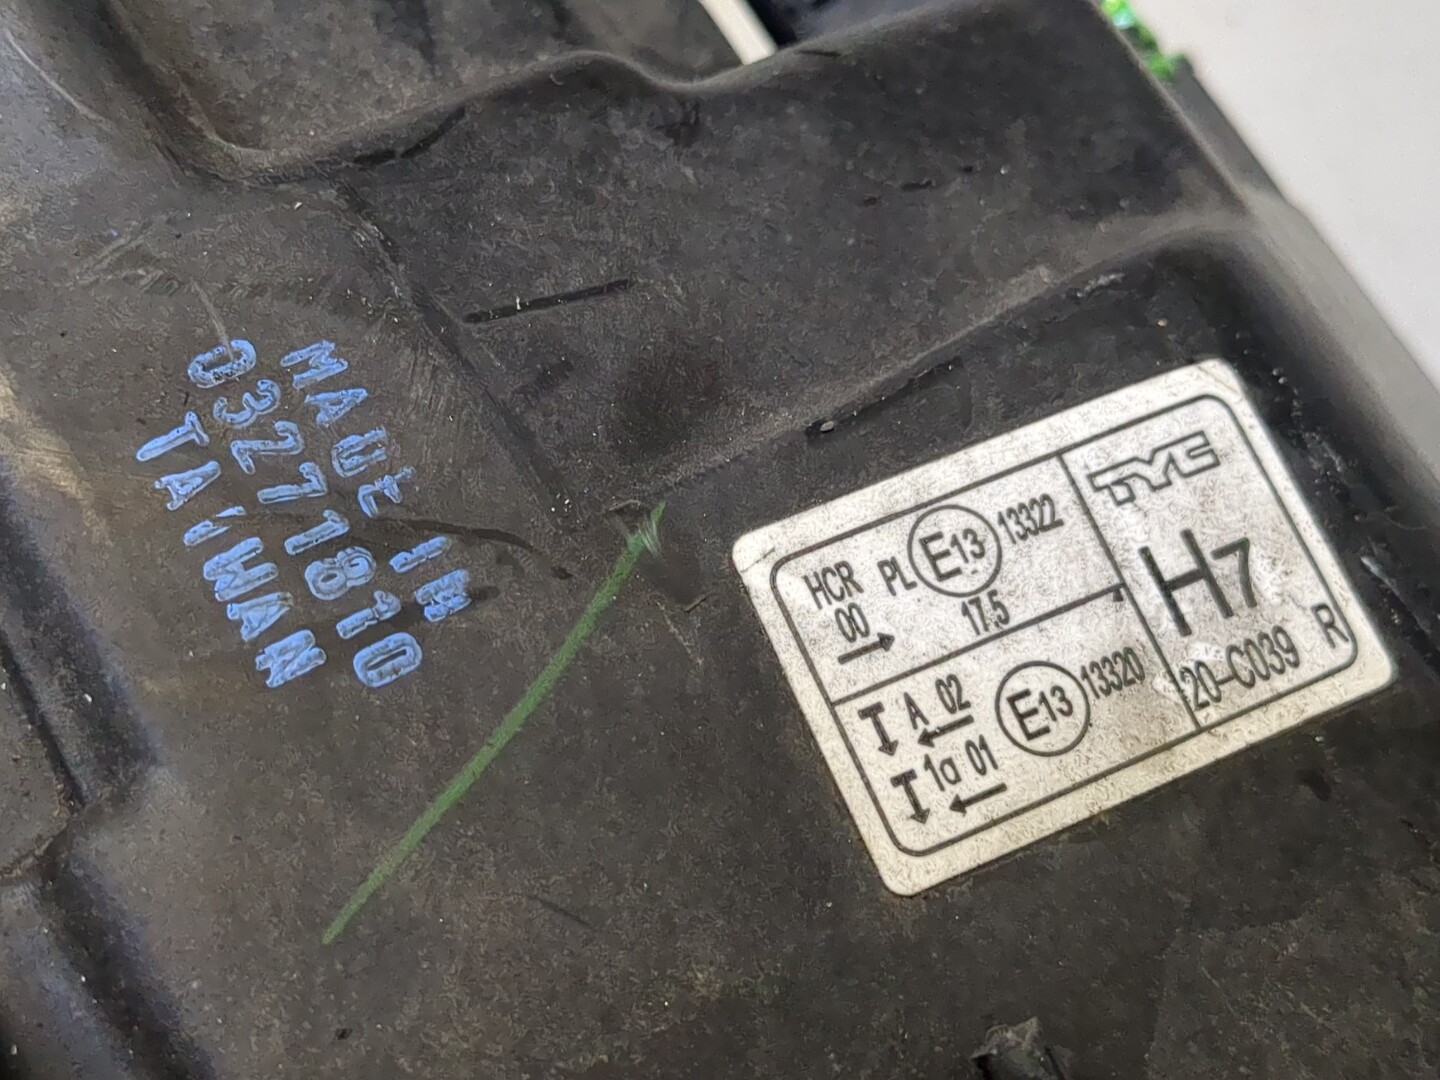 MADE IN
03271810
TAIWAN
HCR PL E13 13322
00 17.5
A 02 E13 13320
1a 01
TYC
H7
20-C039 R